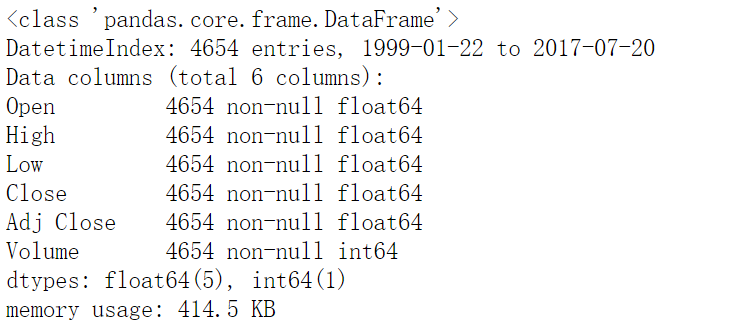 <class 'pandas.core.frame.DataFrame'>
DatetimeIndex: 4654 entries, 1999-01-22 to 2017-07-20
Data columns (total 6 columns):
Open         4654 non-null float64
High         4654 non-null float64
Low          4654 non-null float64
Close        4654 non-null float64
Adj Close    4654 non-null float64
Volume       4654 non-null int64
dtypes: float64(5), int64(1)
memory usage: 414.5 KB